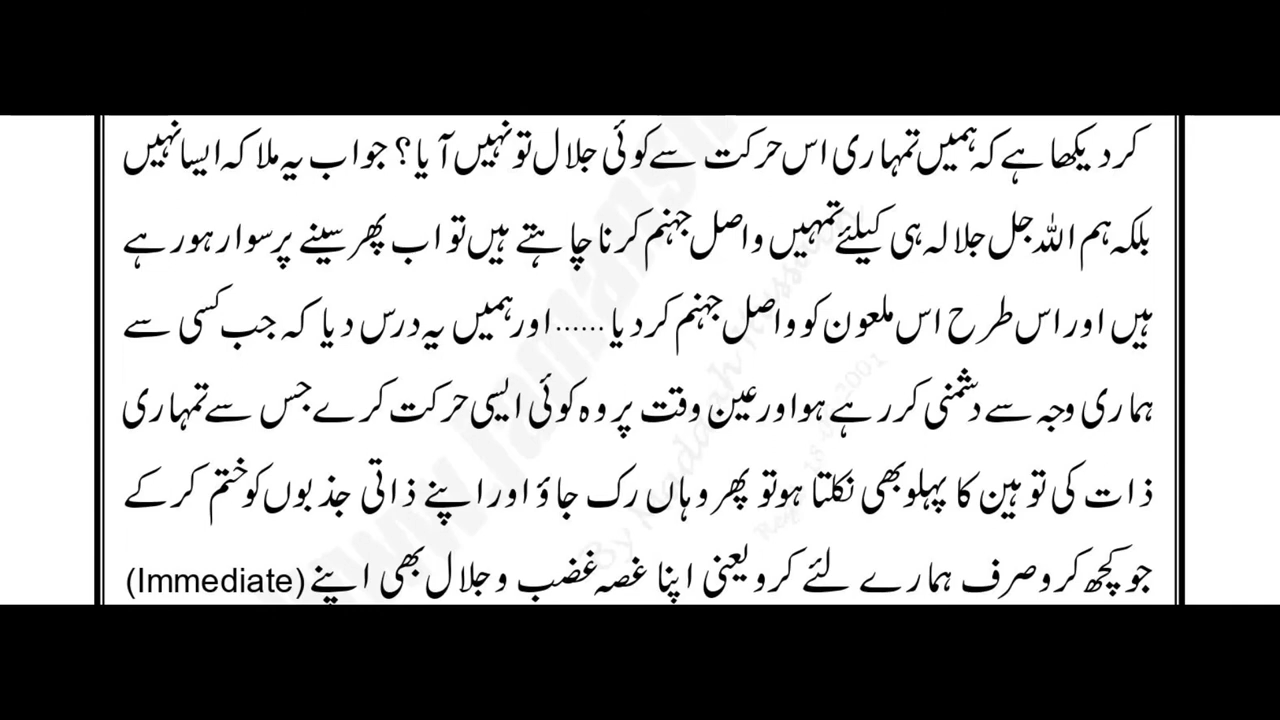 کر دیکھا ہے کہ ہمیں تمہاری اس حرکت سے کوئی جلال تو نہیں آیا؟ جواب یہ ملا کہ ایسا نہیں
بلکہ ہم اللہ جل جلالہ ہی کیلئے تمہیں واصل جہنم کرنا چاہتے ہیں تو اب پھر سینے پر سوار ہو رہے
ہیں اور اس طرح اس ملعون کو واصل جہنم کر دیا ...... اور ہمیں یہ درس دیا کہ جب کسی سے
ہماری وجہ سے دشمنی کر رہے ہو اور عین وقت پر وہ کوئی ایسی حرکت کرے جس سے تمہاری
ذات کی توہین کا پہلو بھی نکلتا ہو تو پھر وہاں رک جاؤ اور اپنے ذاتی جذبوں کو ختم کر کے
جو کچھ کرو صرف ہمارے لئے کرو یعنی اپنا غصہ غضب و جلال بھی اپنے (Immediate)